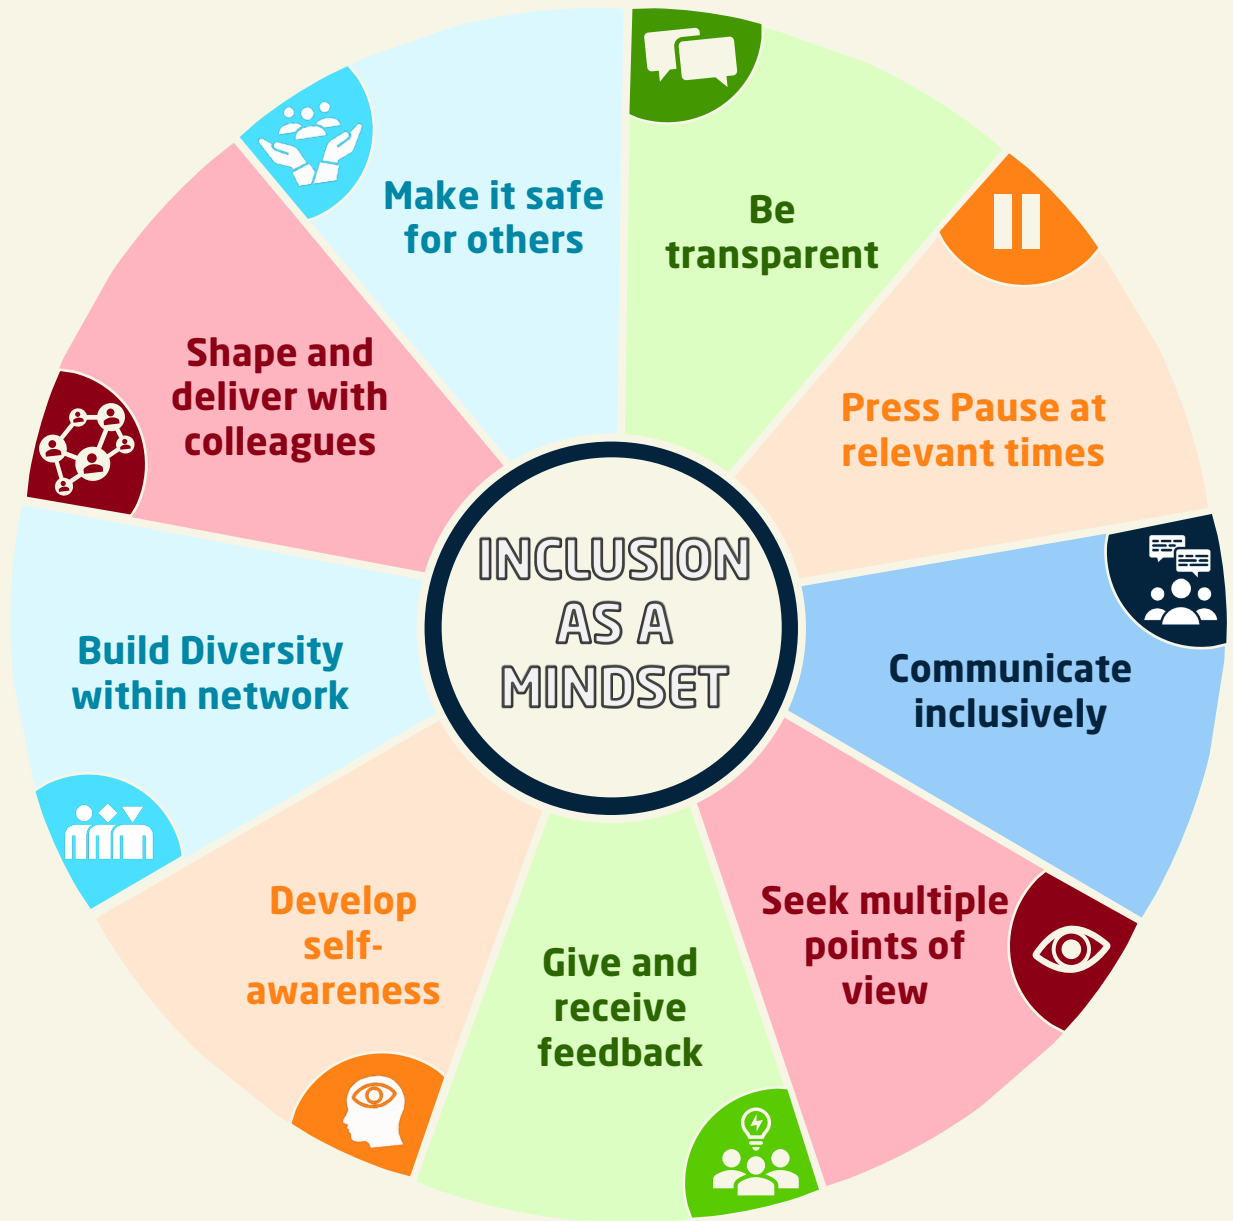 Make it safe
for others
Be
transparent
Press Pause at
relevant times
Communicate
inclusively
Seek multiple
points of
view
Give and
receive
feedback
Develop
self-
awareness
Build Diversity
within network
Shape and
deliver with
colleagues
INCLUSION
AS A
MINDSET